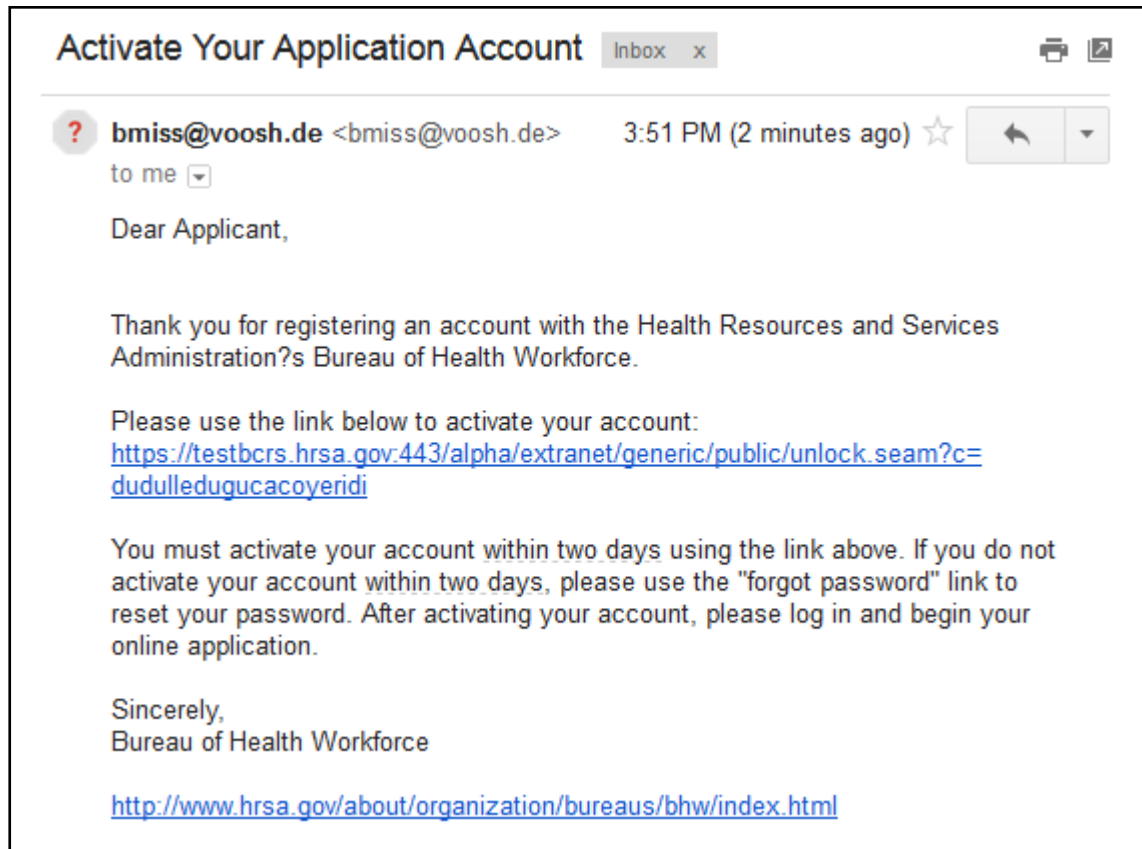 Activate Your Application Account Inbox x
? bmiss@voosh.de <bmiss@voosh.de> 3:51 PM (2 minutes ago)
to me
Dear Applicant,
Thank you for registering an account with the Health Resources and Services
Administration?s Bureau of Health Workforce.
Please use the link below to activate your account:
https://testbcrs.hrsa.gov:443/alpha/extranet/generic/public/unlock.seam?c=
dudulledugucacoyeridi
You must activate your account within two days using the link above. If you do not
activate your account within two days, please use the "forgot password" link to
reset your password. After activating your account, please log in and begin your
online application.
Sincerely,
Bureau of Health Workforce
http://www.hrsa.gov/about/organization/bureaus/bhw/index.html